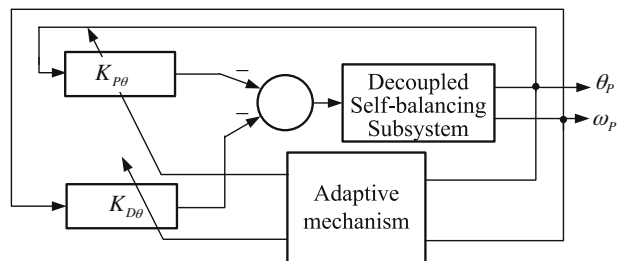 K_{Pθ}
−
−
Decoupled
Self-balancing
Subsystem
θ_P
ω_P
K_{Dθ}
Adaptive
mechanism